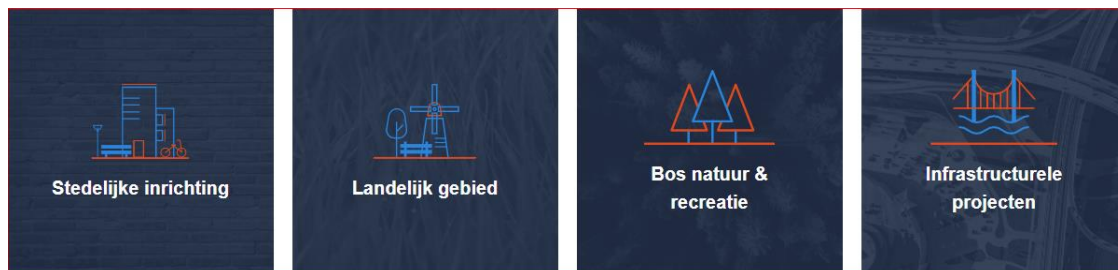 Stedelijke inrichting
Landelijk gebied
Bos natuur &
recreatie
Infrastructurele
projecten